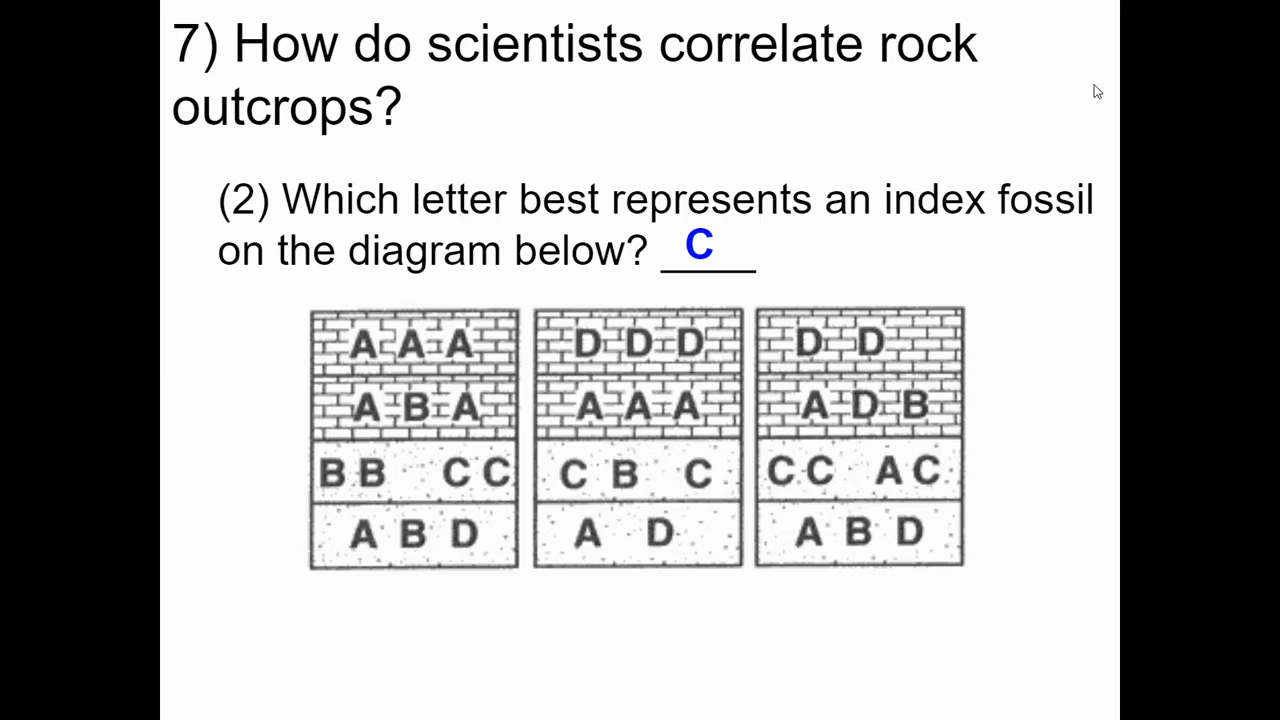 7) How do scientists correlate rock
outcrops?
(2) Which letter best represents an index fossil
on the diagram below? C
A A A
A B A
B B C C
A B D
D D D
A A A
C B C
A D
D D
A D B
C C A C
A B D